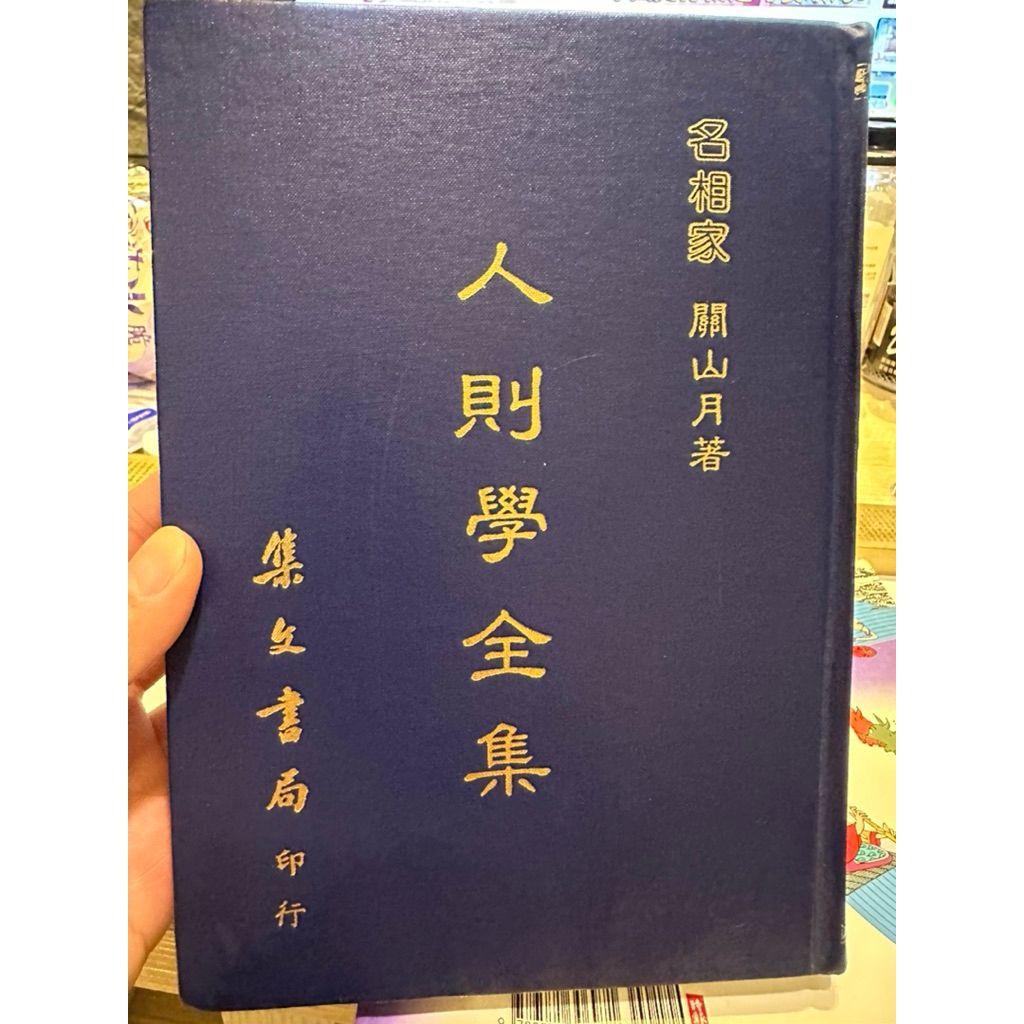 名相家 關山月著
人則學全集
集文書局印行